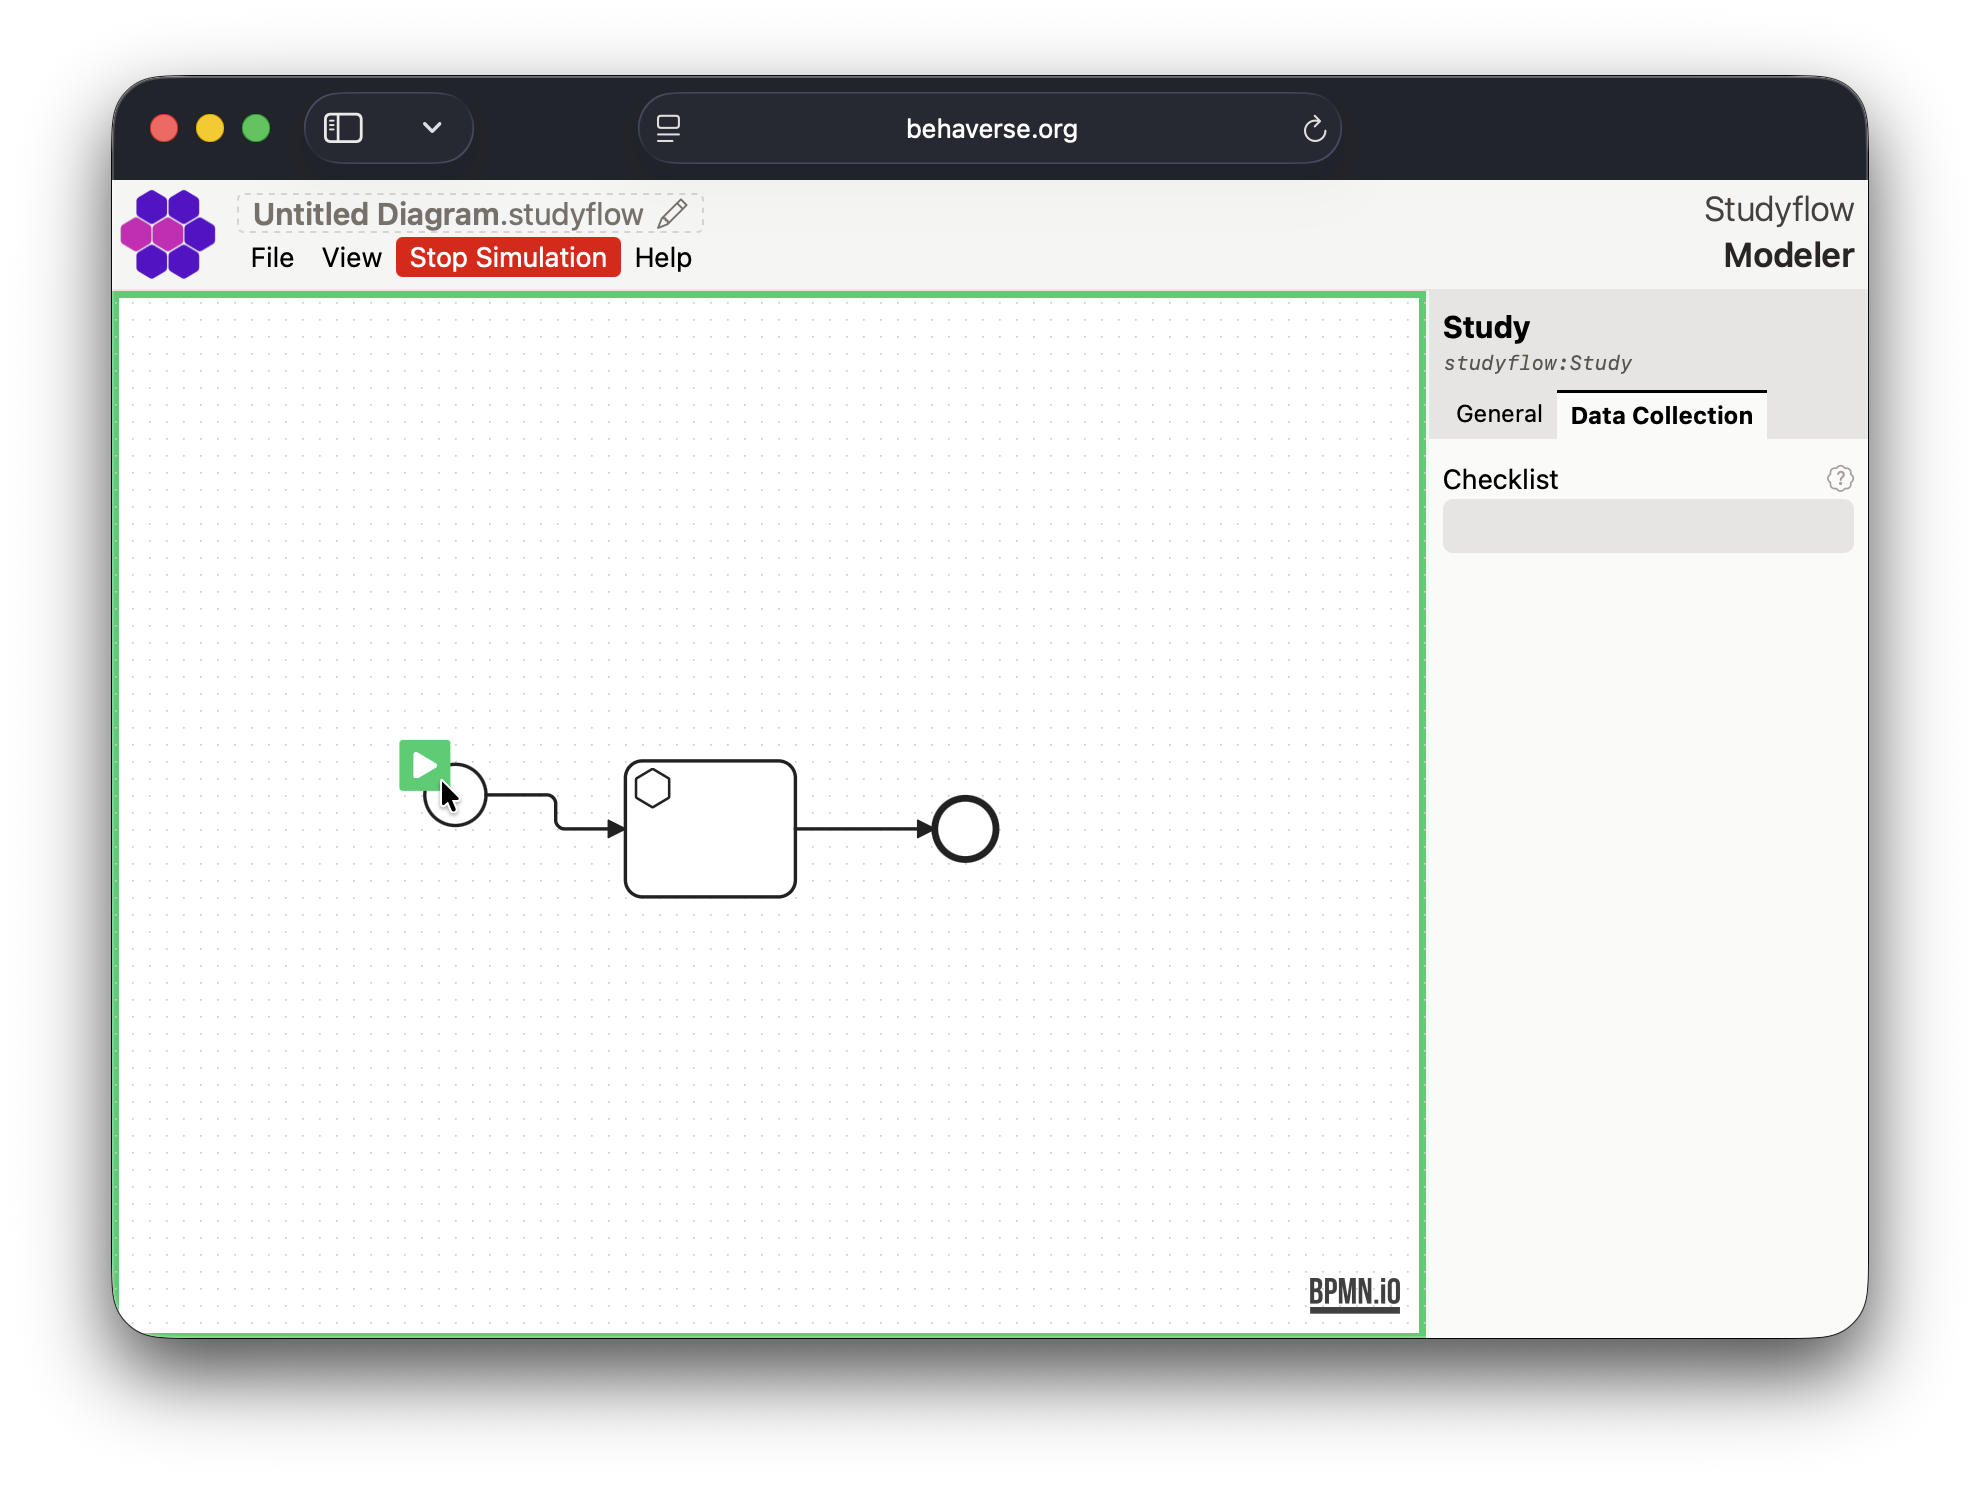 behaverse.org
Untitled Diagram.studyflow
File View Stop Simulation Help
Studyflow
Modeler
Study
studyflow:Study
General Data Collection
Checklist
?
BPMN.iO